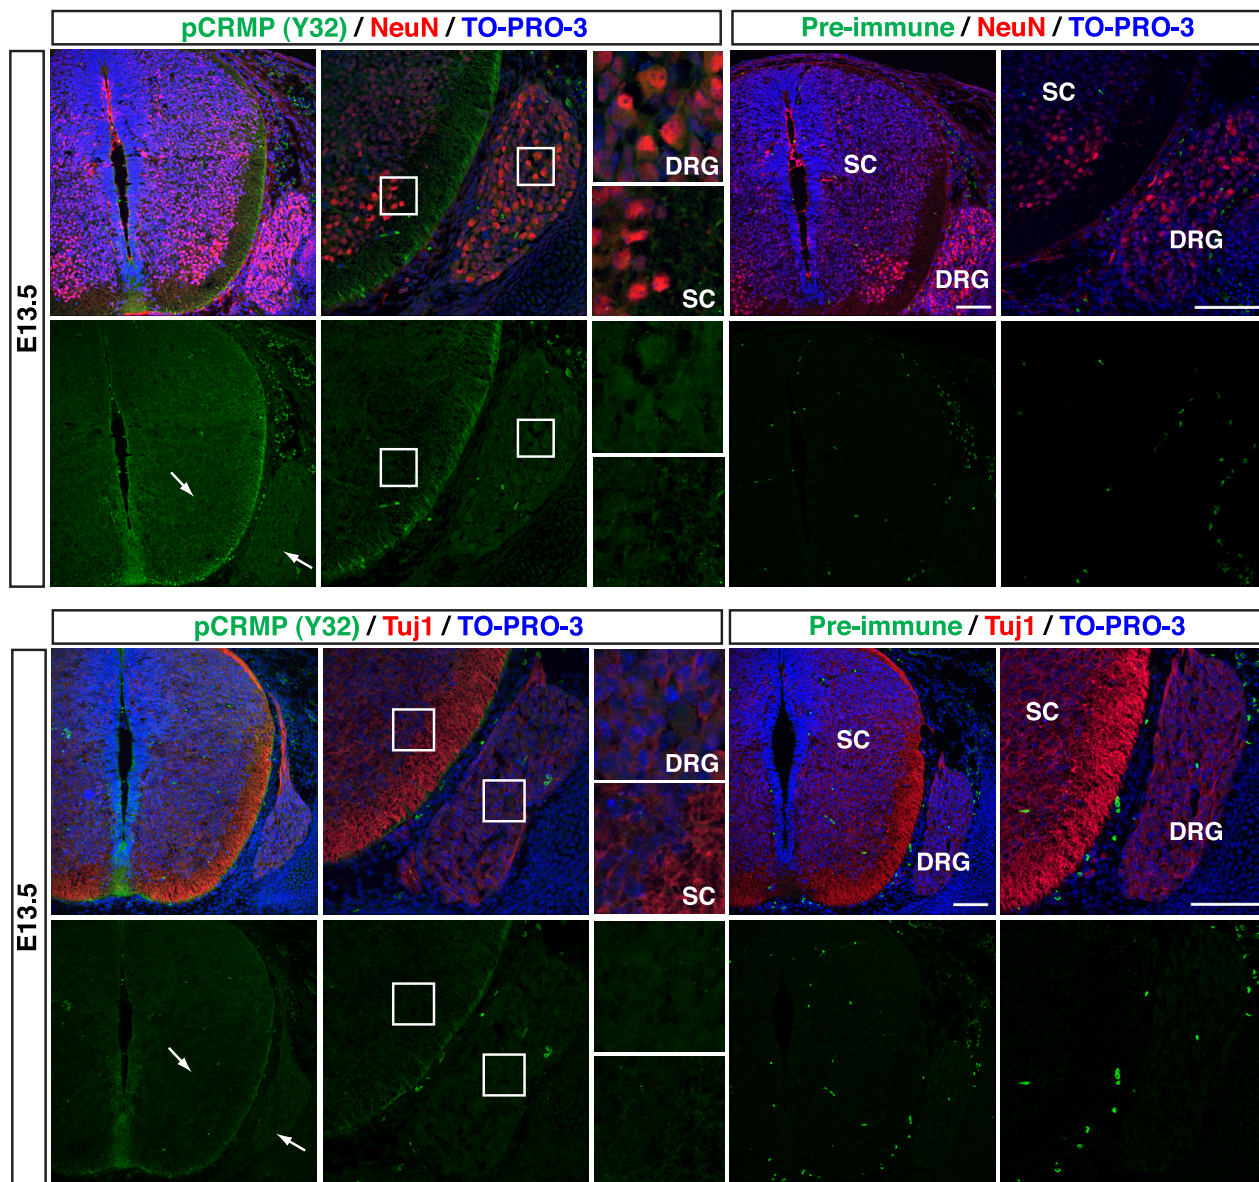 pCRMP (Y32) / NeuN / TO-PRO-3
Pre-immune / NeuN / TO-PRO-3
E13.5
DRG
SC
SC
DRG
SC
DRG
pCRMP (Y32) / Tuj1 / TO-PRO-3
Pre-immune / Tuj1 / TO-PRO-3
E13.5
DRG
SC
SC
DRG
SC
DRG